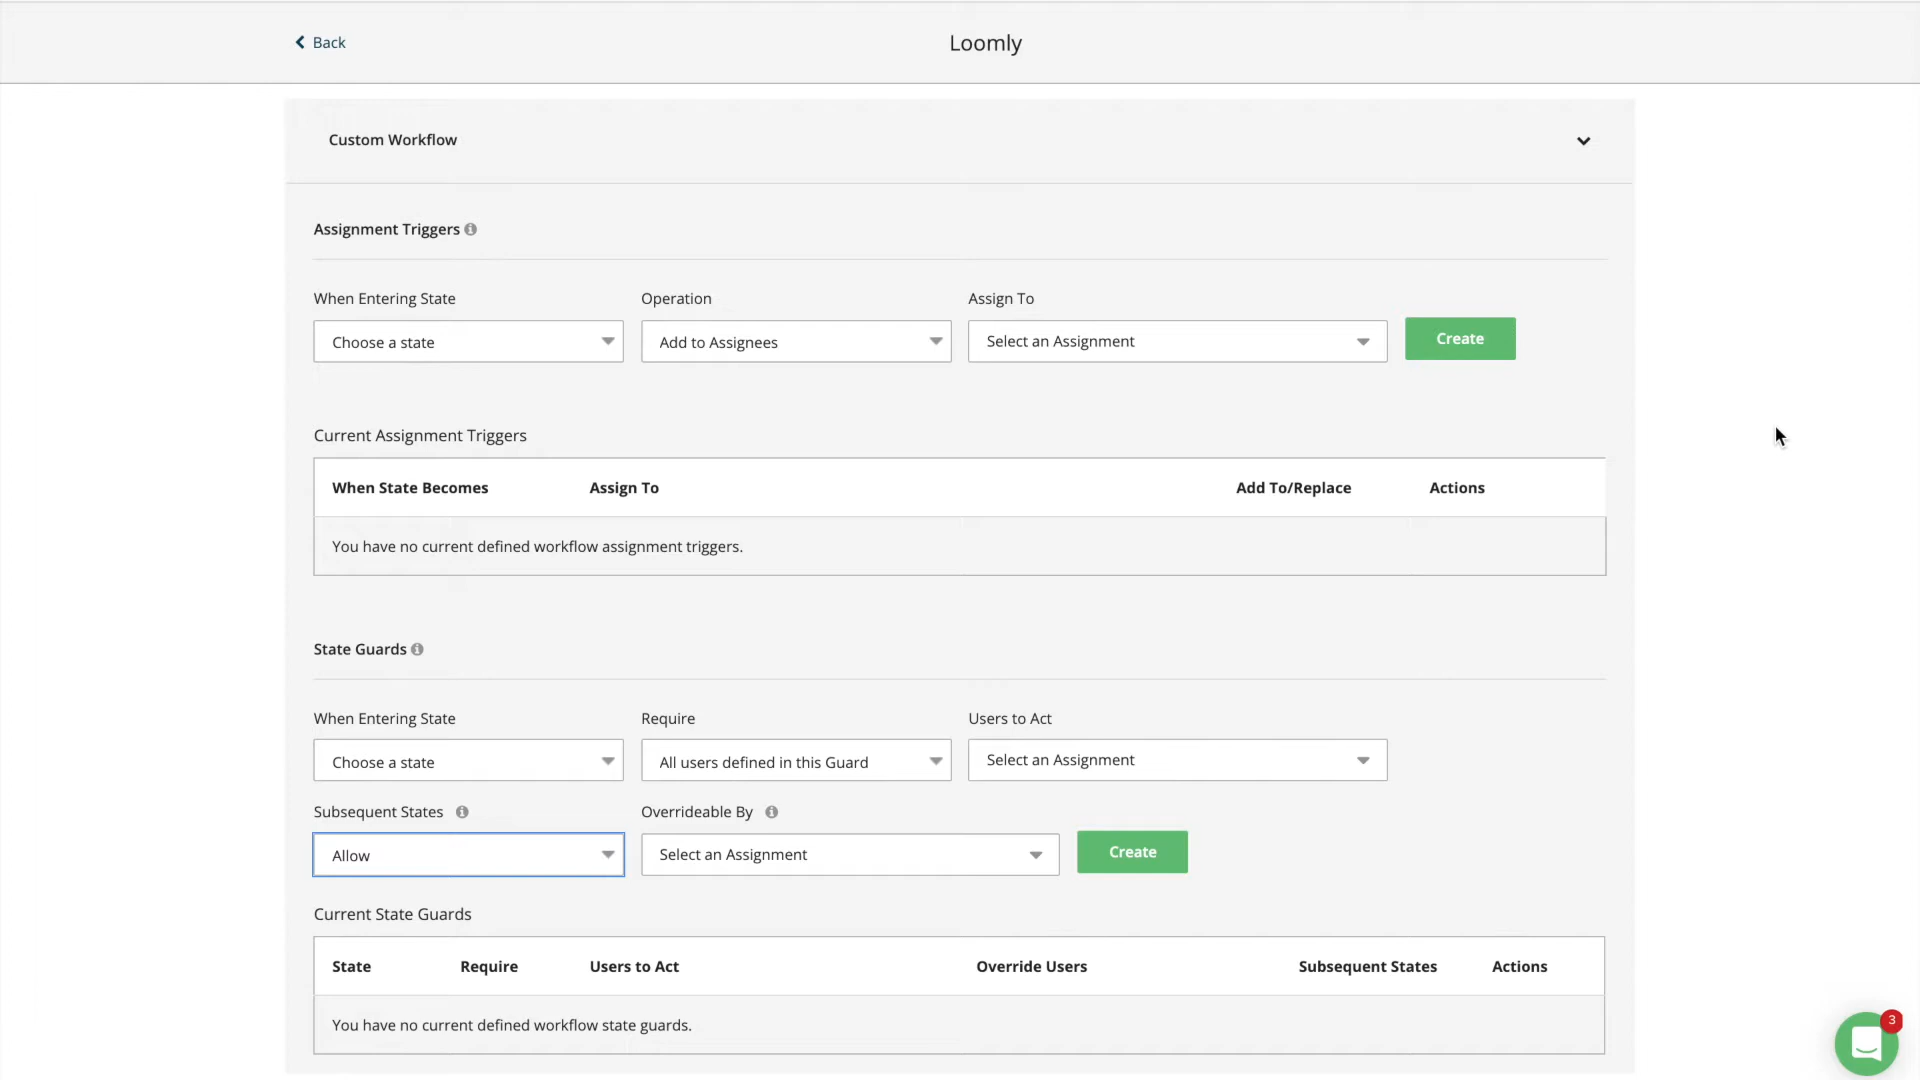 Back
Loomly
Custom Workflow
Assignment Triggers
When Entering State Operation Assign To
Choose a state Add to Assignees Select an Assignment Create
Current Assignment Triggers
When State Becomes Assign To Add To/Replace Actions
You have no current defined workflow assignment triggers.
State Guards
When Entering State Require Users to Act
Choose a state All users defined in this Guard Select an Assignment
Subsequent States Overrideable By
Allow Select an Assignment Create
Current State Guards
State Require Users to Act Override Users Subsequent States Actions
You have no current defined workflow state guards.
3